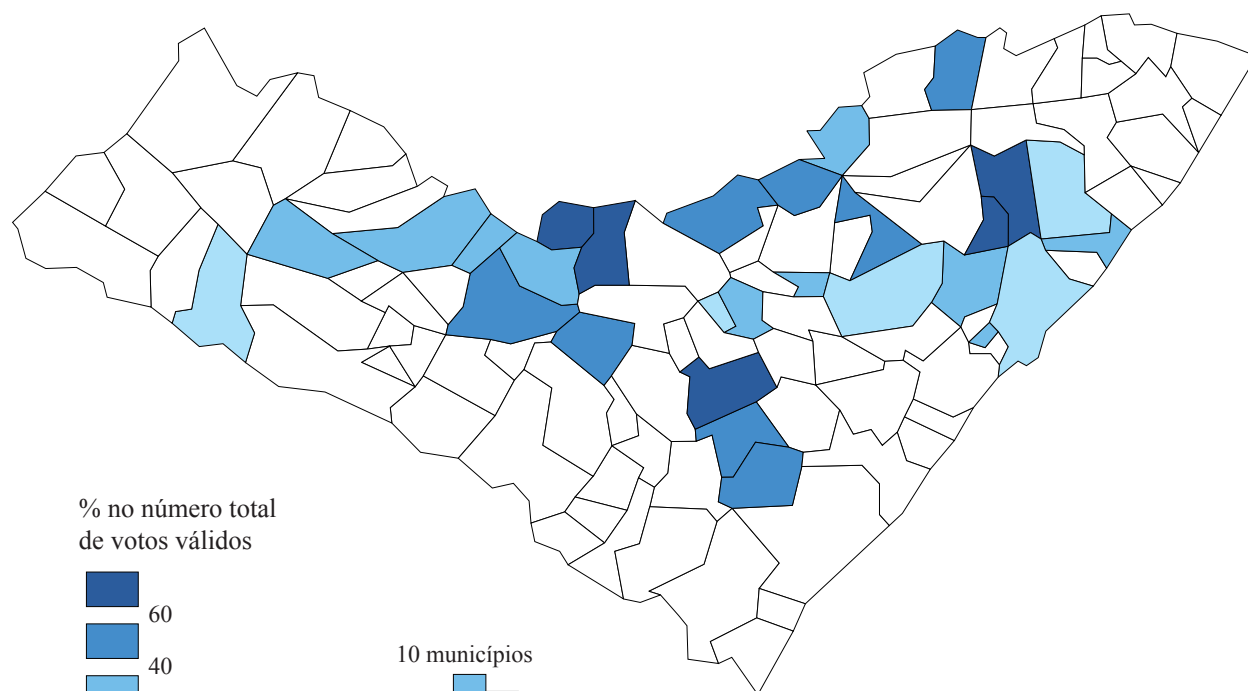 % no número total
de votos válidos
60
40
10 municípios